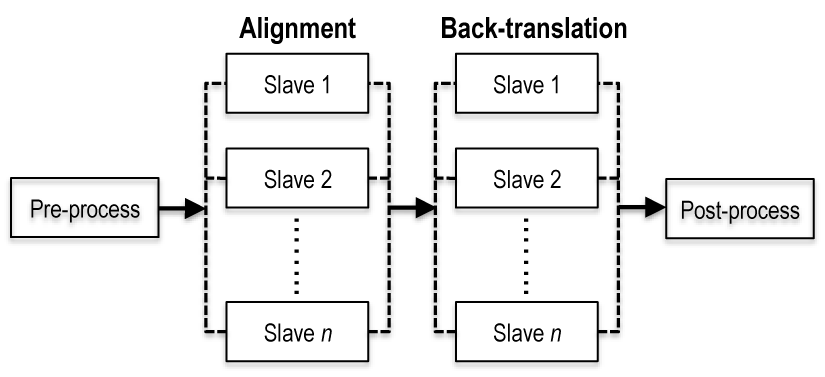 Alignment
Back-translation
Slave 1
Slave 1
Slave 2
Slave 2
Pre-process
Post-process
Slave n
Slave n